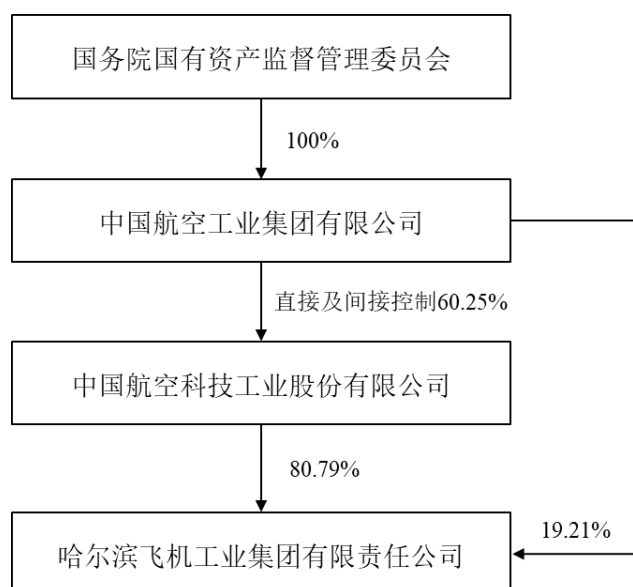 国务院国有资产监督管理委员会
100%
中国航空工业集团有限公司
直接及间接控制60.25%
中国航空科技工业股份有限公司
80.79%
19.21%
哈尔滨飞机工业集团有限责任公司